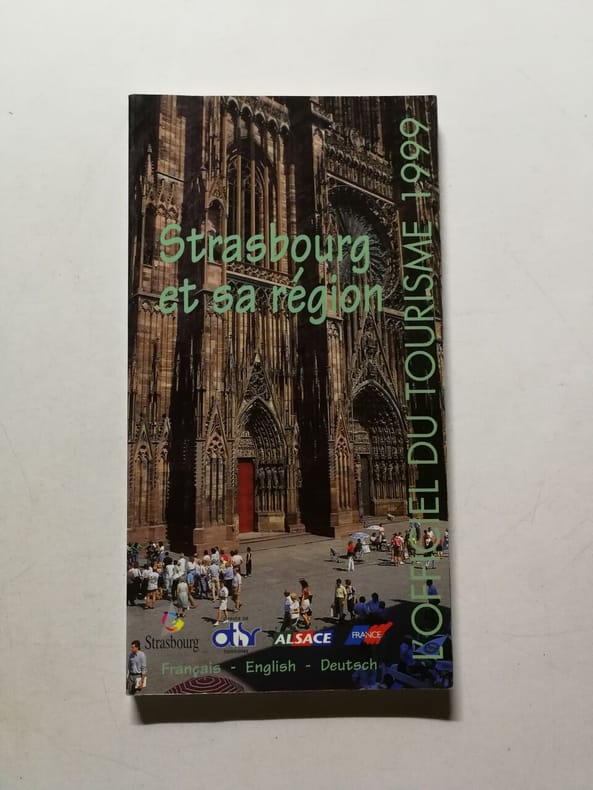 Strasbourg
et sa région
L'OFFICIEL DU TOURISME 1999
Strasbourg
ALSACE
FRANCE
Français - English - Deutsch